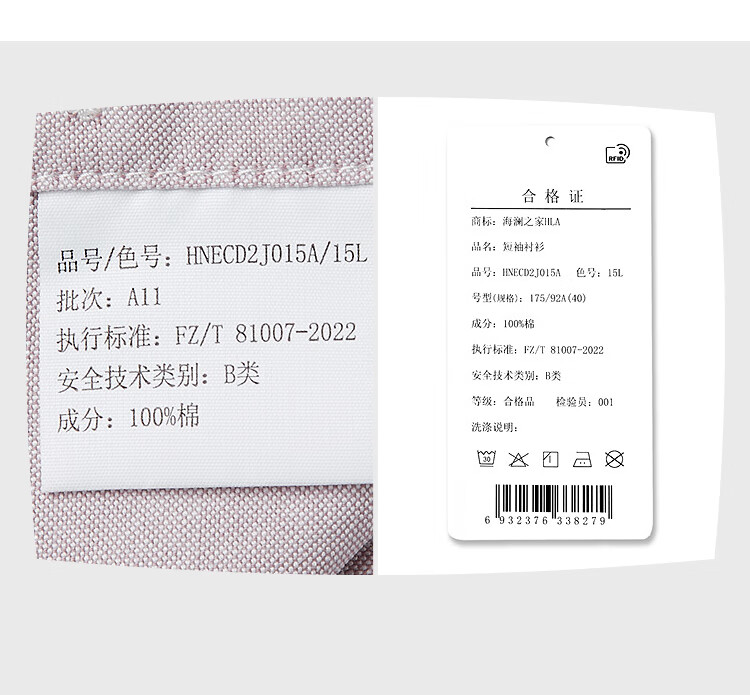 品号/色号：HNECD2J015A/15L
批次：A11
执行标准：FZ/T 81007-2022
安全技术类别：B类
成分：100%棉
RFID
合格证
商标：海澜之家HLA
品名：短袖衬衫
品号：HNECD2J015A 色号：15L
号型(规格)：175/92A(40)
成分：100%棉
执行标准：FZ/T 81007-2022
安全技术类别：B类
等级：合格品 检验员：001
洗涤说明：
30
6 932376 338279